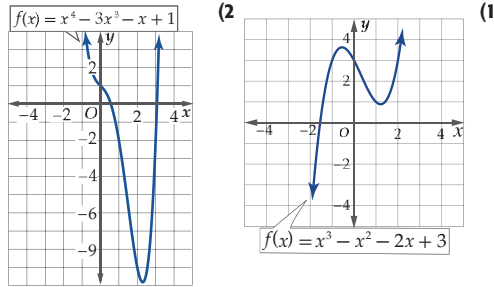 (1
f(x) = x³ − x² − 2x + 3
y
4
2
-4 -2 O 2 4 x
-2
-4
(2
f(x) = x⁴ − 3x³ − x + 1
y
2
-4 -2 O 2 4 x
-2
-4
-6
-9